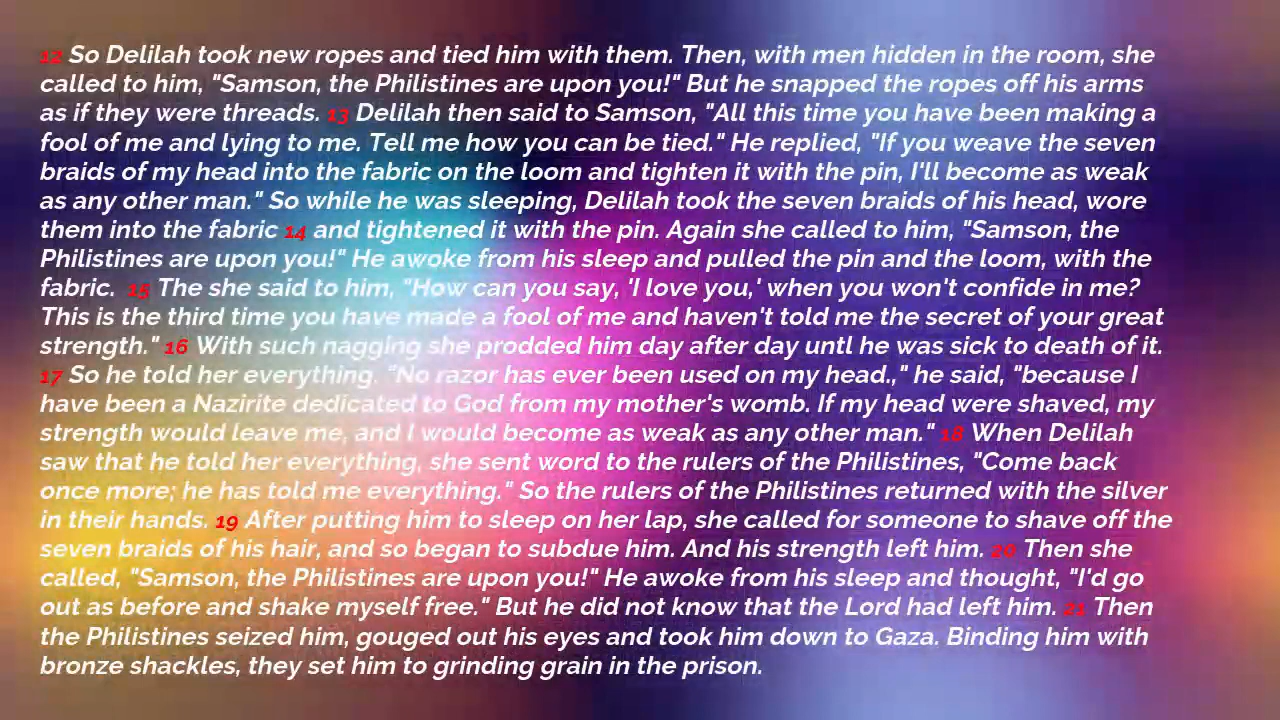 12 So Delilah took new ropes and tied him with them. Then, with men hidden in the room, she
called to him, "Samson, the Philistines are upon you!" But he snapped the ropes off his arms
as if they were threads. 13 Delilah then said to Samson, "All this time you have been making a
fool of me and lying to me. Tell me how you can be tied." He replied, "If you weave the seven
braids of my head into the fabric on the loom and tighten it with the pin, I'll become as weak
as any other man." So while he was sleeping, Delilah took the seven braids of his head, wore
them into the fabric 14 and tightened it with the pin. Again she called to him, "Samson, the
Philistines are upon you!" He awoke from his sleep and pulled the pin and the loom, with the
fabric. 15 The she said to him, "How can you say, 'I love you,' when you won't confide in me?
This is the third time you have made a fool of me and haven't told me the secret of your great
strength." 16 With such nagging she prodded him day after day untl he was sick to death of it.
17 So he told her everything. "No razor has ever been used on my head.," he said, "because I
have been a Nazirite dedicated to God from my mother's womb. If my head were shaved, my
strength would leave me, and I would become as weak as any other man." 18 When Delilah
saw that he told her everything, she sent word to the rulers of the Philistines, "Come back
once more; he has told me everything." So the rulers of the Philistines returned with the silver
in their hands. 19 After putting him to sleep on her lap, she called for someone to shave off the
seven braids of his hair, and so began to subdue him. And his strength left him. 20 Then she
called, "Samson, the Philistines are upon you!" He awoke from his sleep and thought, "I'd go
out as before and shake myself free." But he did not know that the Lord had left him. 21 Then
the Philistines seized him, gouged out his eyes and took him down to Gaza. Binding him with
bronze shackles, they set him to grinding grain in the prison.